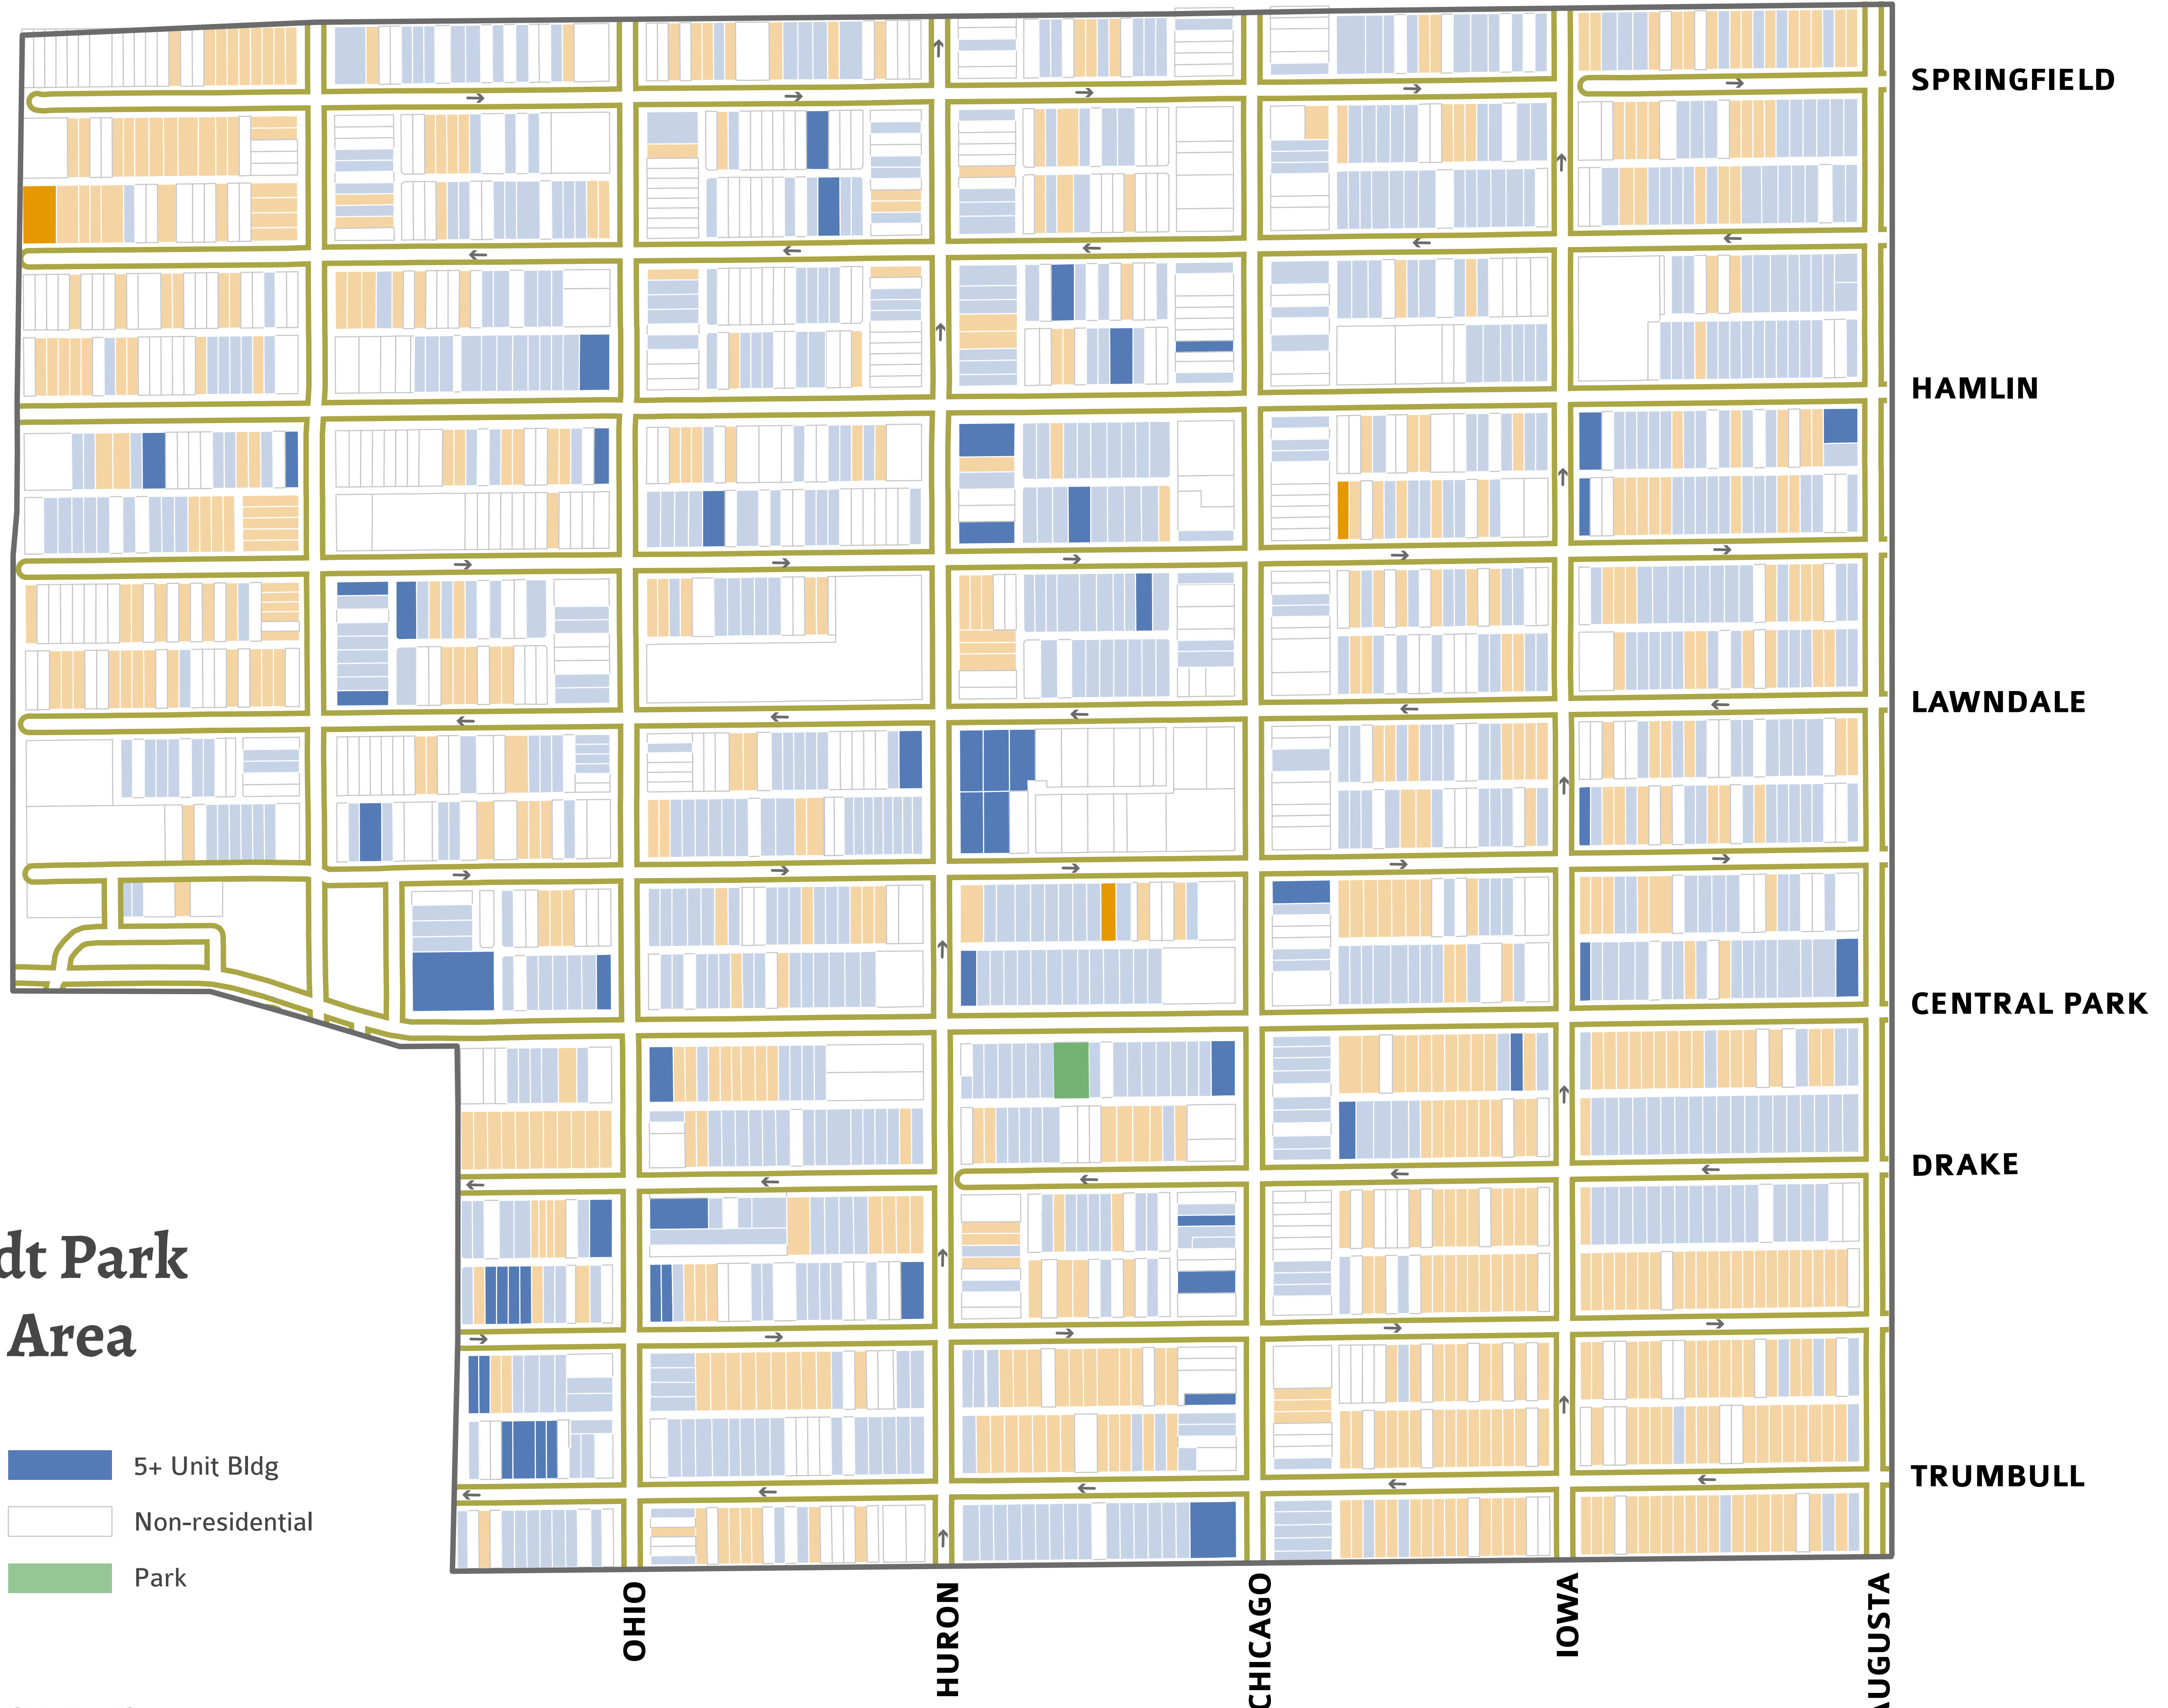 SPRINGFIELD
HAMLIN
LAWNDALE
CENTRAL PARK
DRAKE
TRUMBULL
dt Park
Area
5+ Unit Bldg
Non-residential
Park
OHIO
HURON
CHICAGO
IOWA
AUGUSTA